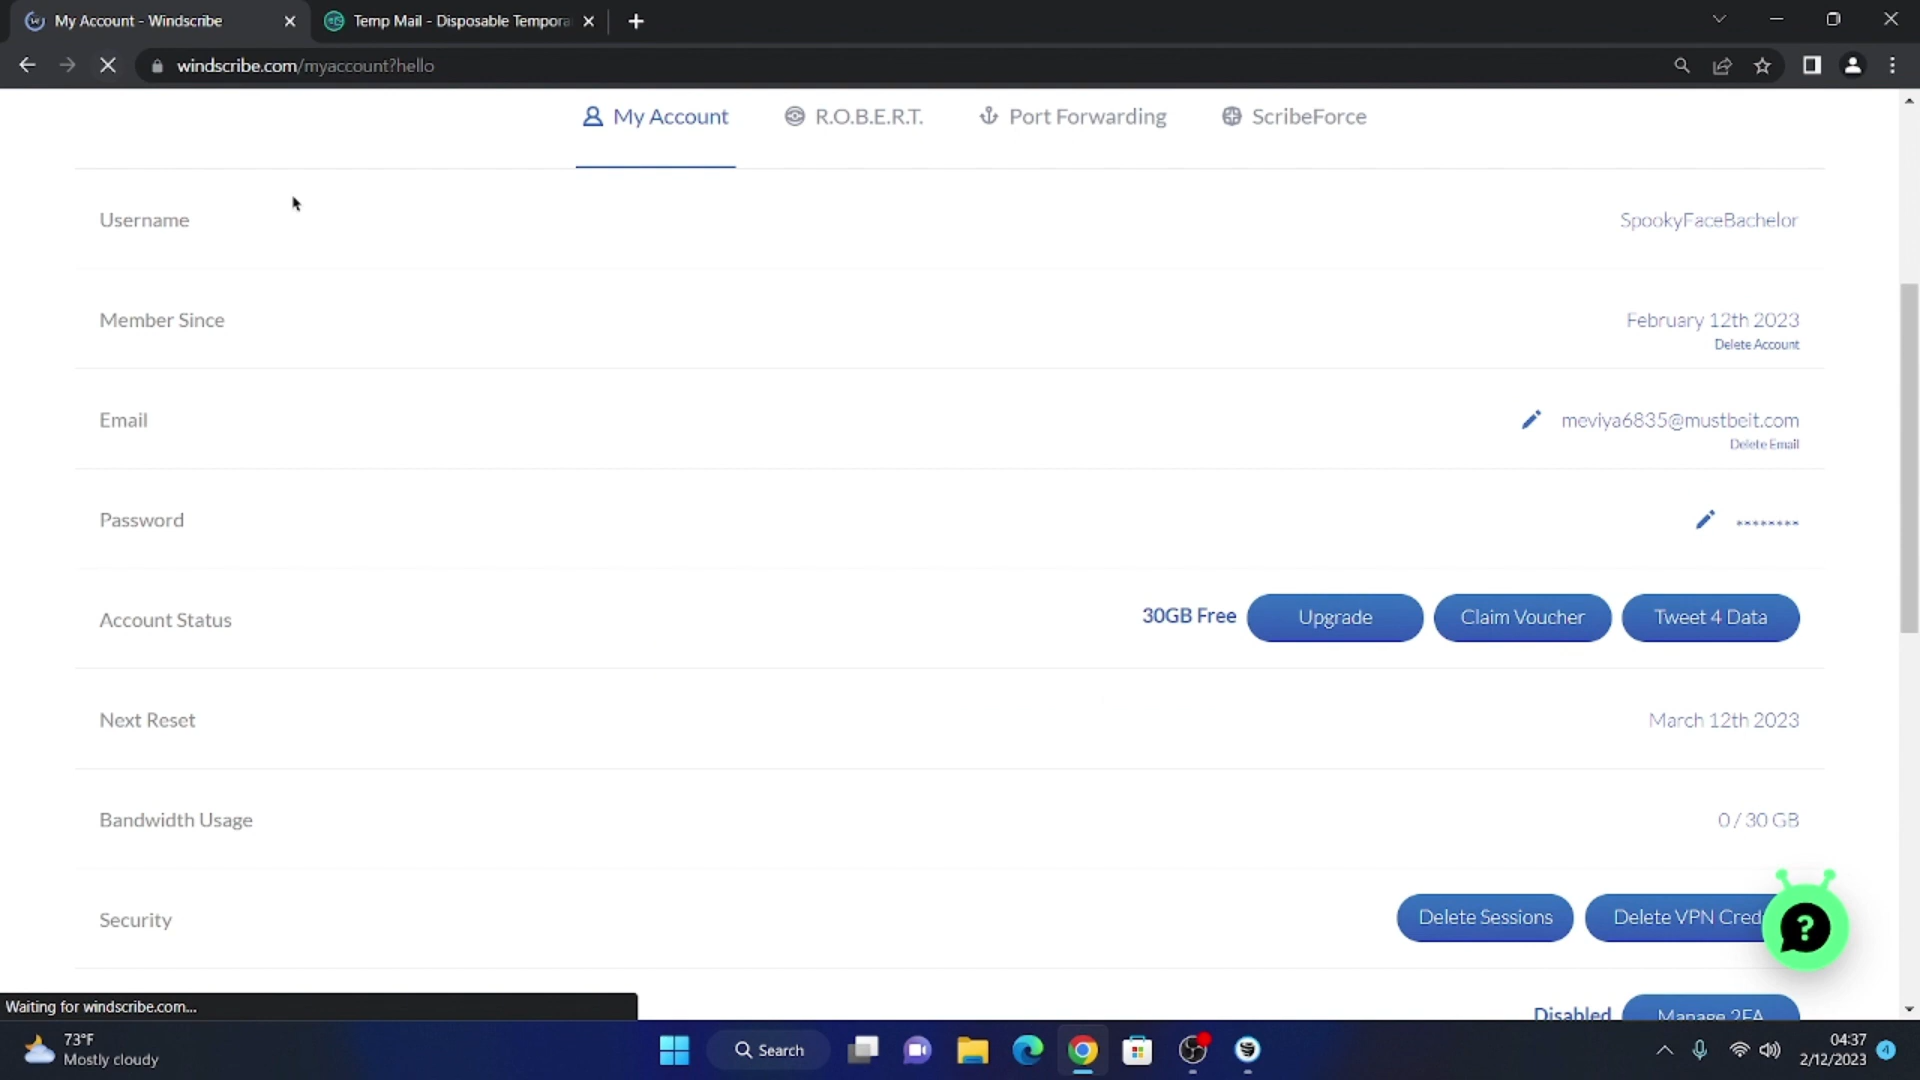 My Account - Windscribe
Temp Mail - Disposable Tempora
windscribe.com/myaccount?hello
My Account
R.O.B.E.R.T.
Port Forwarding
ScribeForce
Username
SpookyFaceBachelor
Member Since
February 12th 2023
Delete Account
Email
meviya6835@mustbeit.com
Delete Email
Password
********
Account Status
30GB Free
Upgrade
Claim Voucher
Tweet 4 Data
Next Reset
March 12th 2023
Bandwidth Usage
0 / 30 GB
Security
Delete Sessions
Delete VPN Cred
?
Disabled
Manage 2FA
Waiting for windscribe.com...
73°F
Mostly cloudy
Search
04:37
2/12/2023
4